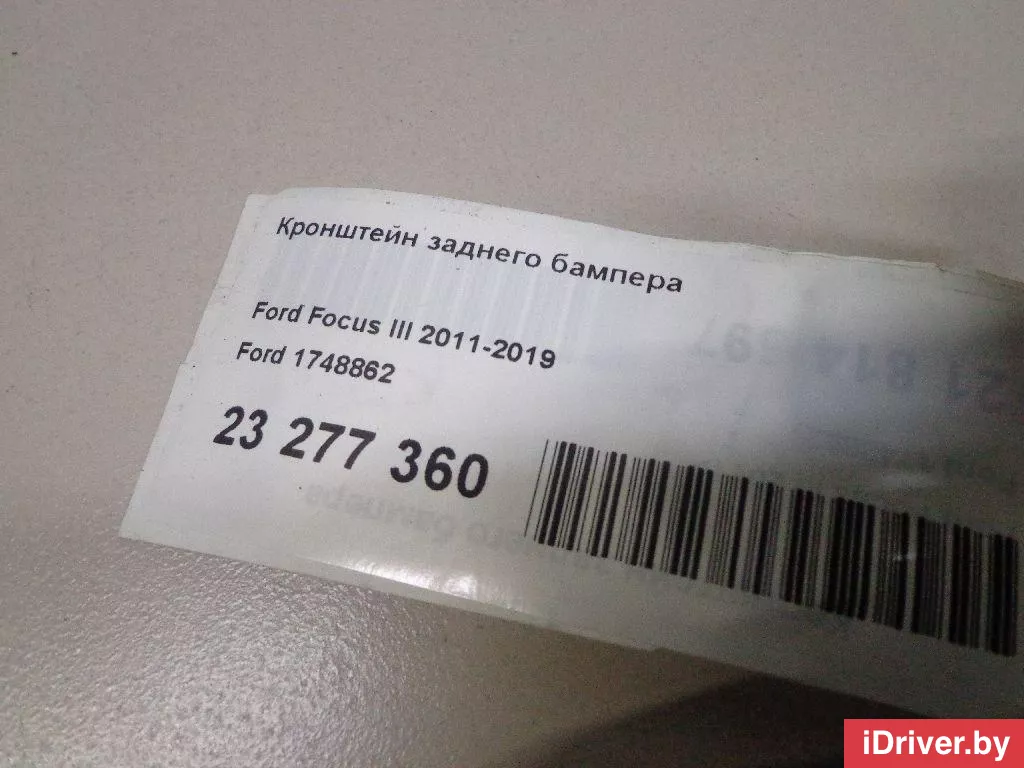 Кронштейн заднего бампера
Ford Focus III 2011-2019
Ford 1748862
23 277 360
iDriver.by